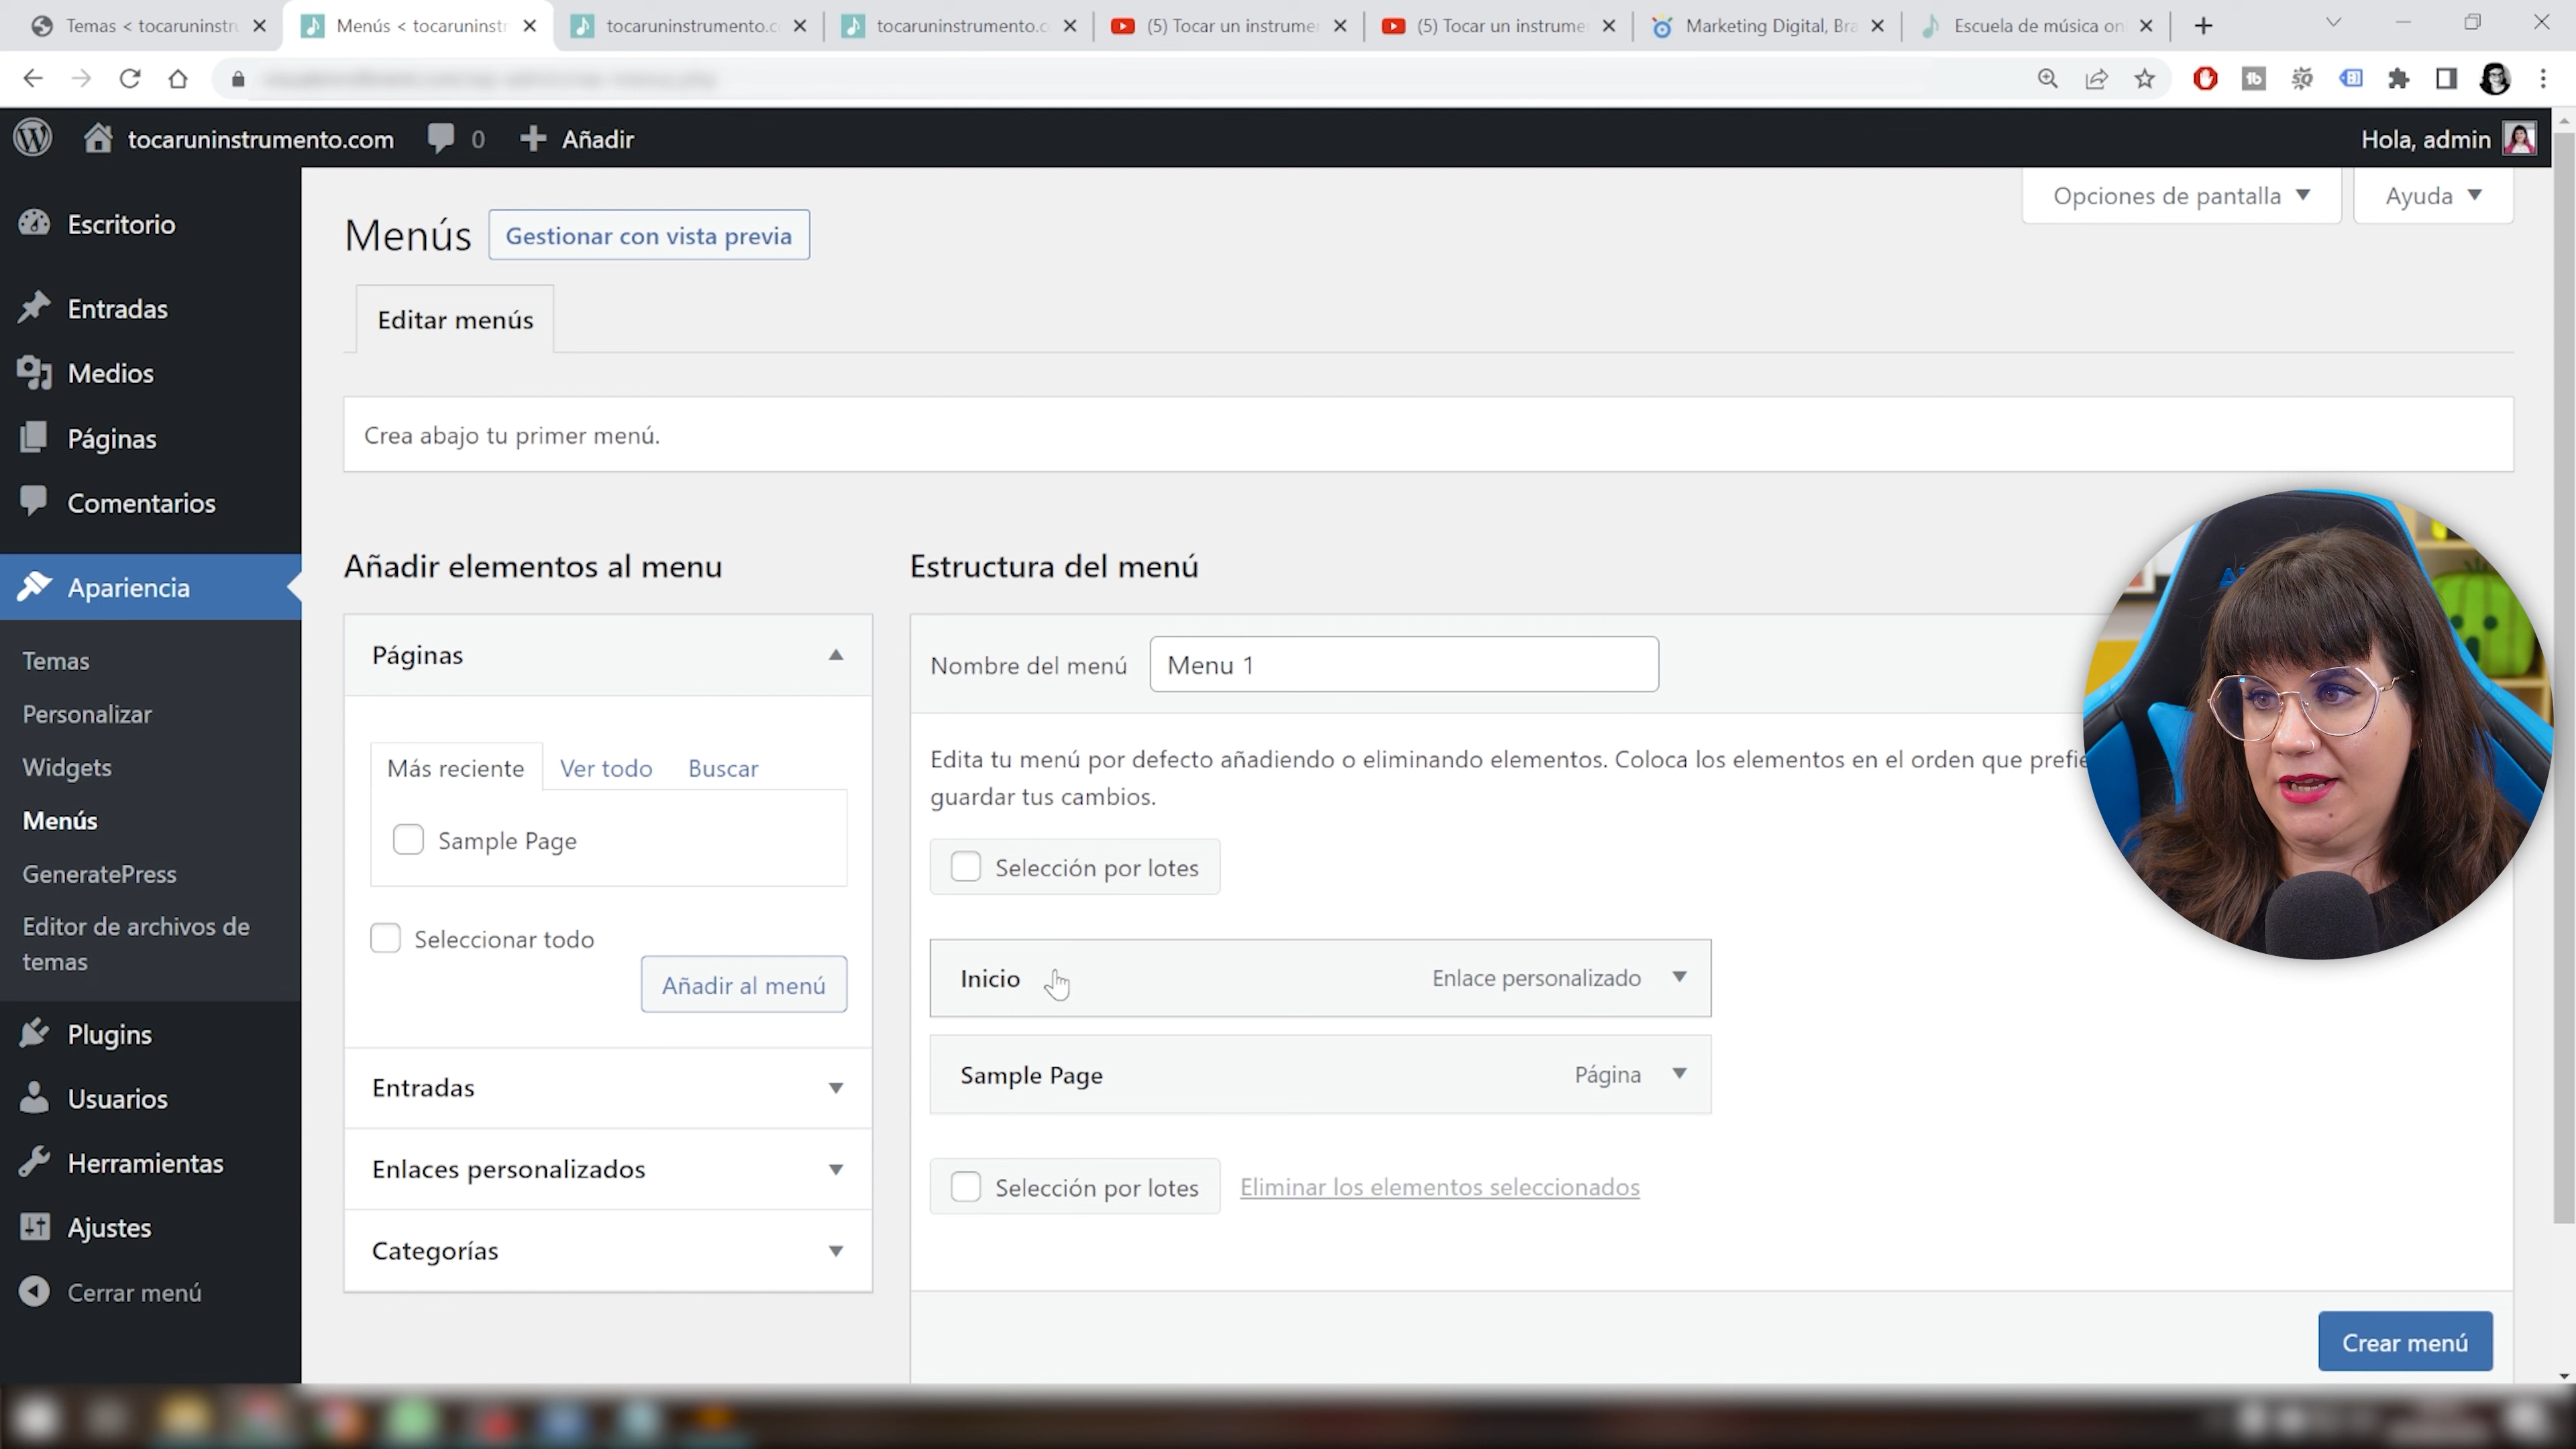 Temas < tocaruninstru
Menús < tocaruninstr
tocaruninstrumento.c
tocaruninstrumento.c
(5) Tocar un instrume
(5) Tocar un instrume
Marketing Digital, Bra
Escuela de música on
tocaruninstrumento.com
0
Añadir
Hola, admin
Opciones de pantalla
Ayuda
Escritorio
Entradas
Medios
Páginas
Comentarios
Apariencia
Temas
Personalizar
Widgets
Menús
GeneratePress
Editor de archivos de
temas
Plugins
Usuarios
Herramientas
Ajustes
Cerrar menú
Menús
Gestionar con vista previa
Editar menús
Crea abajo tu primer menú.
Añadir elementos al menu
Páginas
Más reciente
Ver todo
Buscar
Sample Page
Seleccionar todo
Añadir al menú
Entradas
Enlaces personalizados
Categorías
Estructura del menú
Nombre del menú
Menu 1
Edita tu menú por defecto añadiendo o eliminando elementos. Coloca los elementos en el orden que prefie
guardar tus cambios.
Selección por lotes
Inicio
Enlace personalizado
Sample Page
Página
Selección por lotes
Eliminar los elementos seleccionados
Crear menú